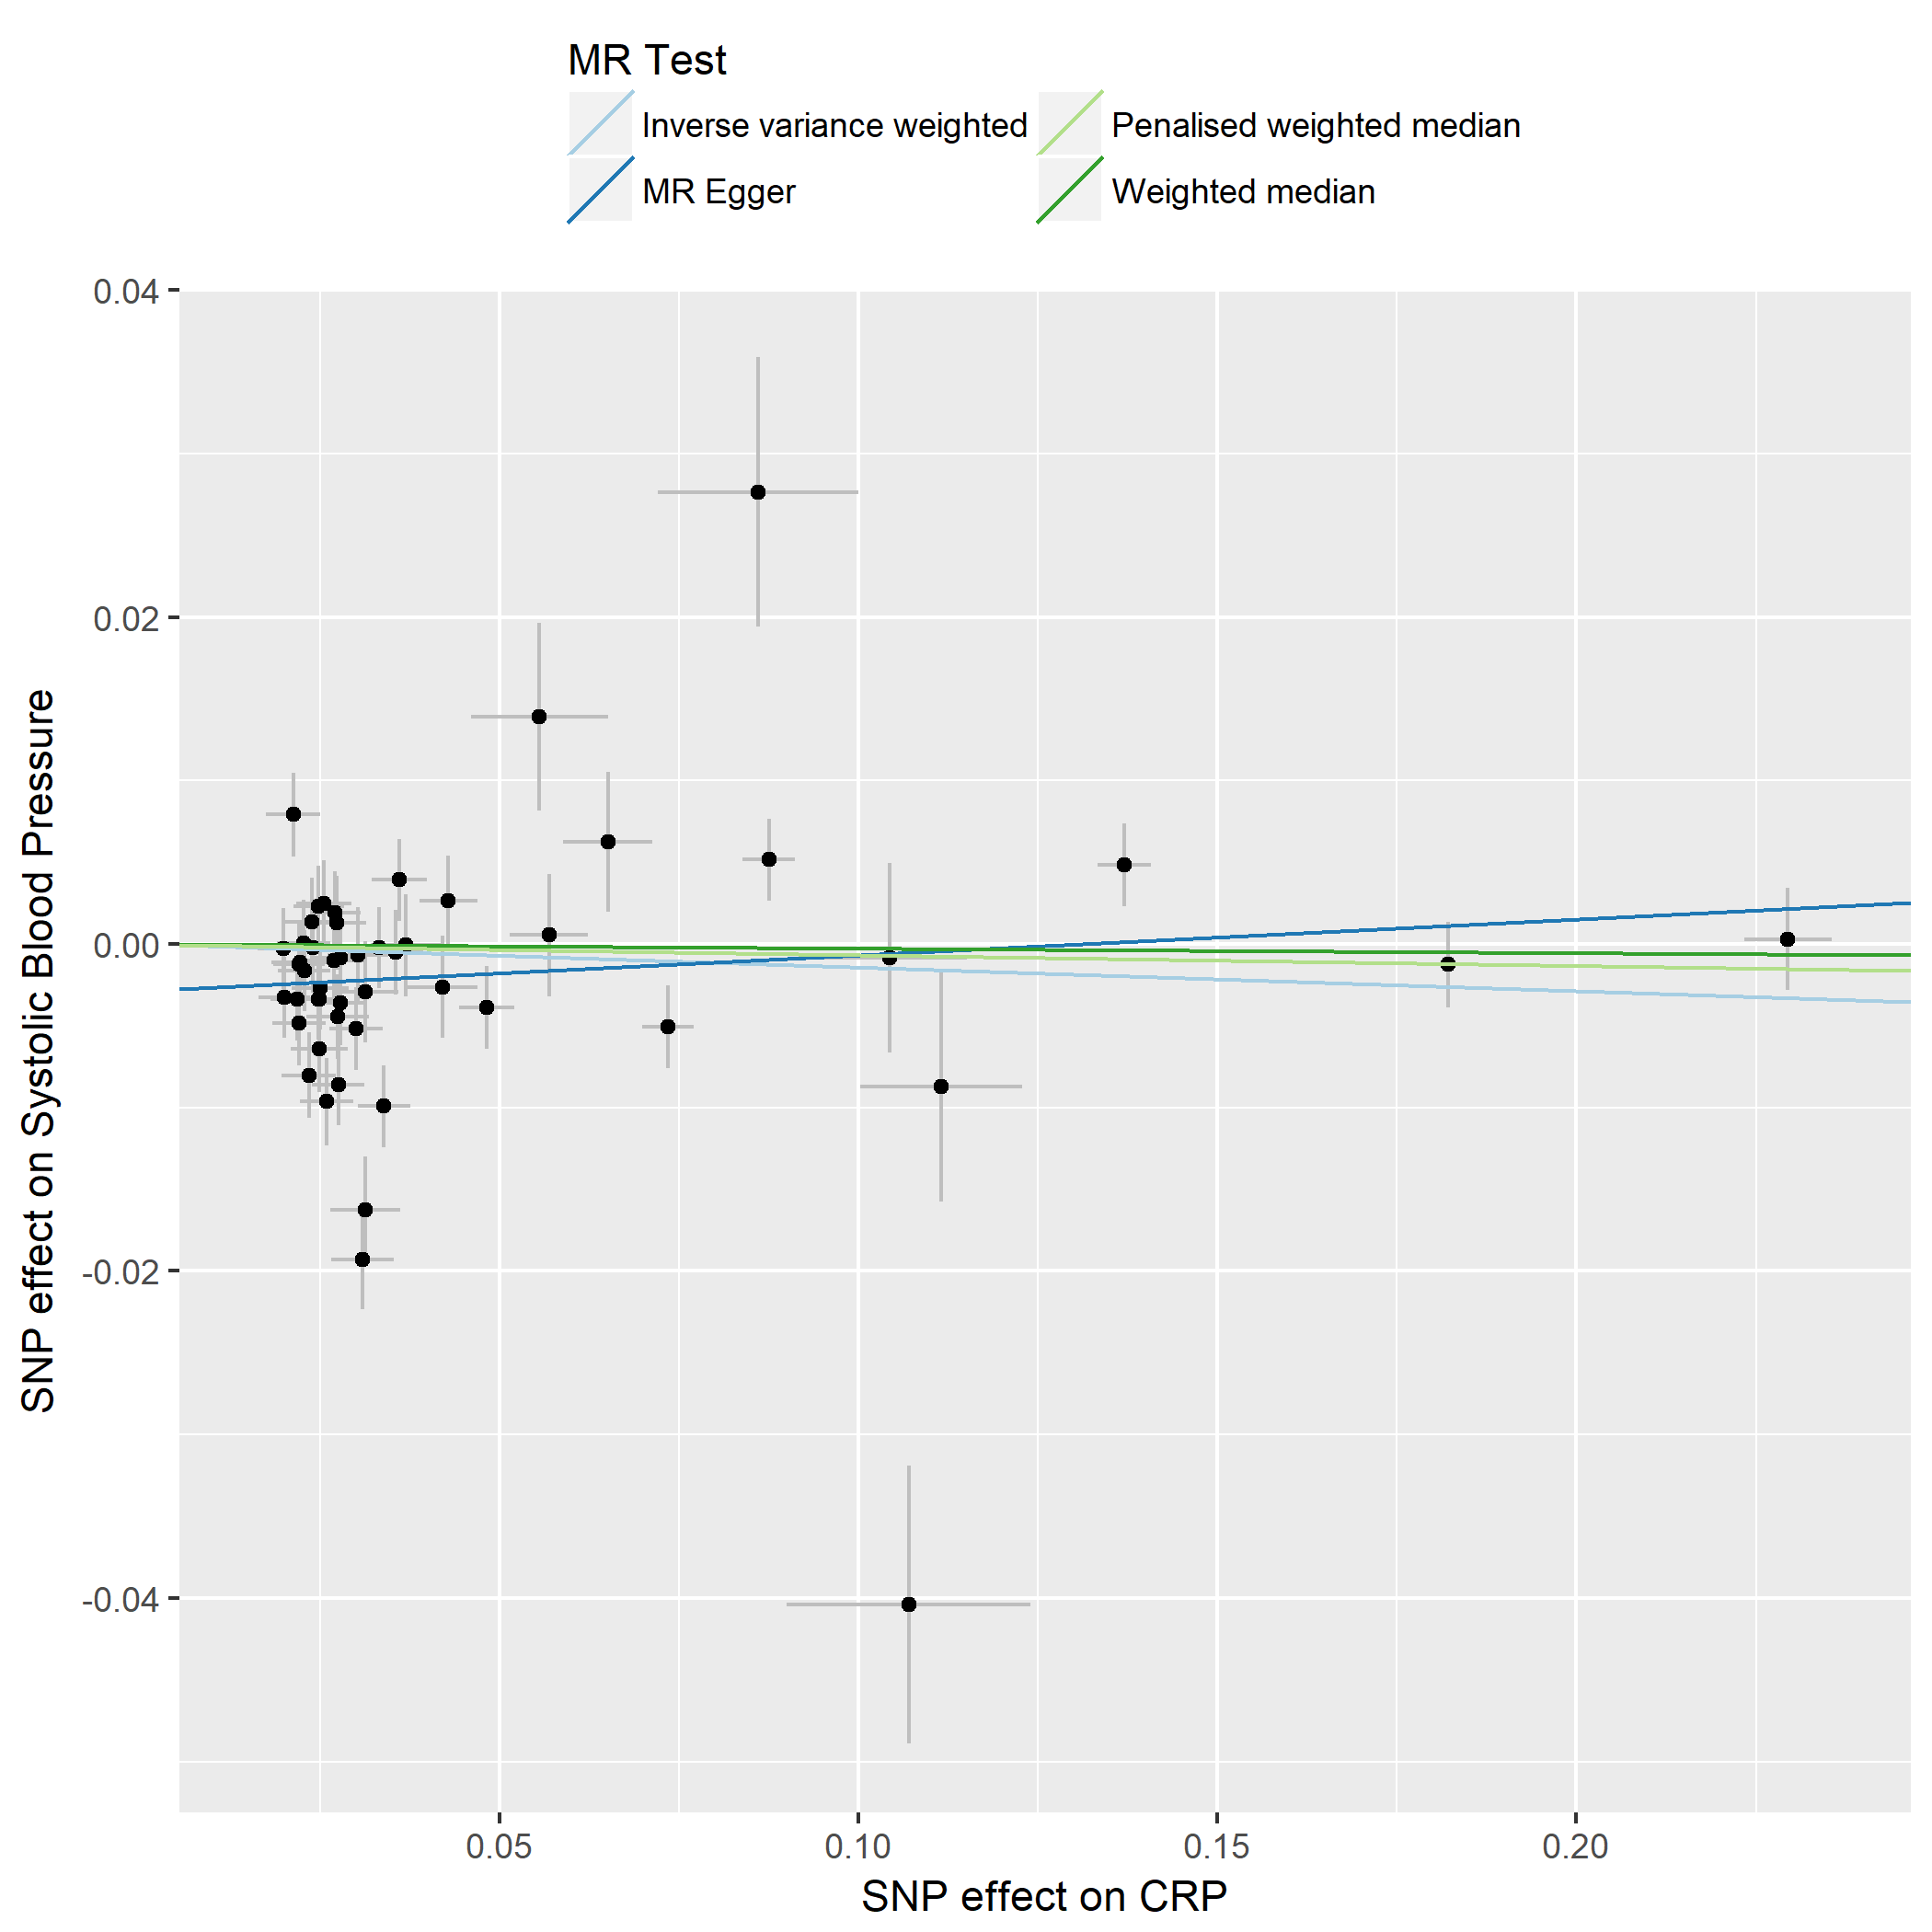 MR Test
Inverse variance weighted
Penalised weighted median
MR Egger
Weighted median
0.04
0.02
0.00
-0.02
-0.04
SNP effect on Systolic Blood Pressure
0.05
0.10
0.15
0.20
SNP effect on CRP